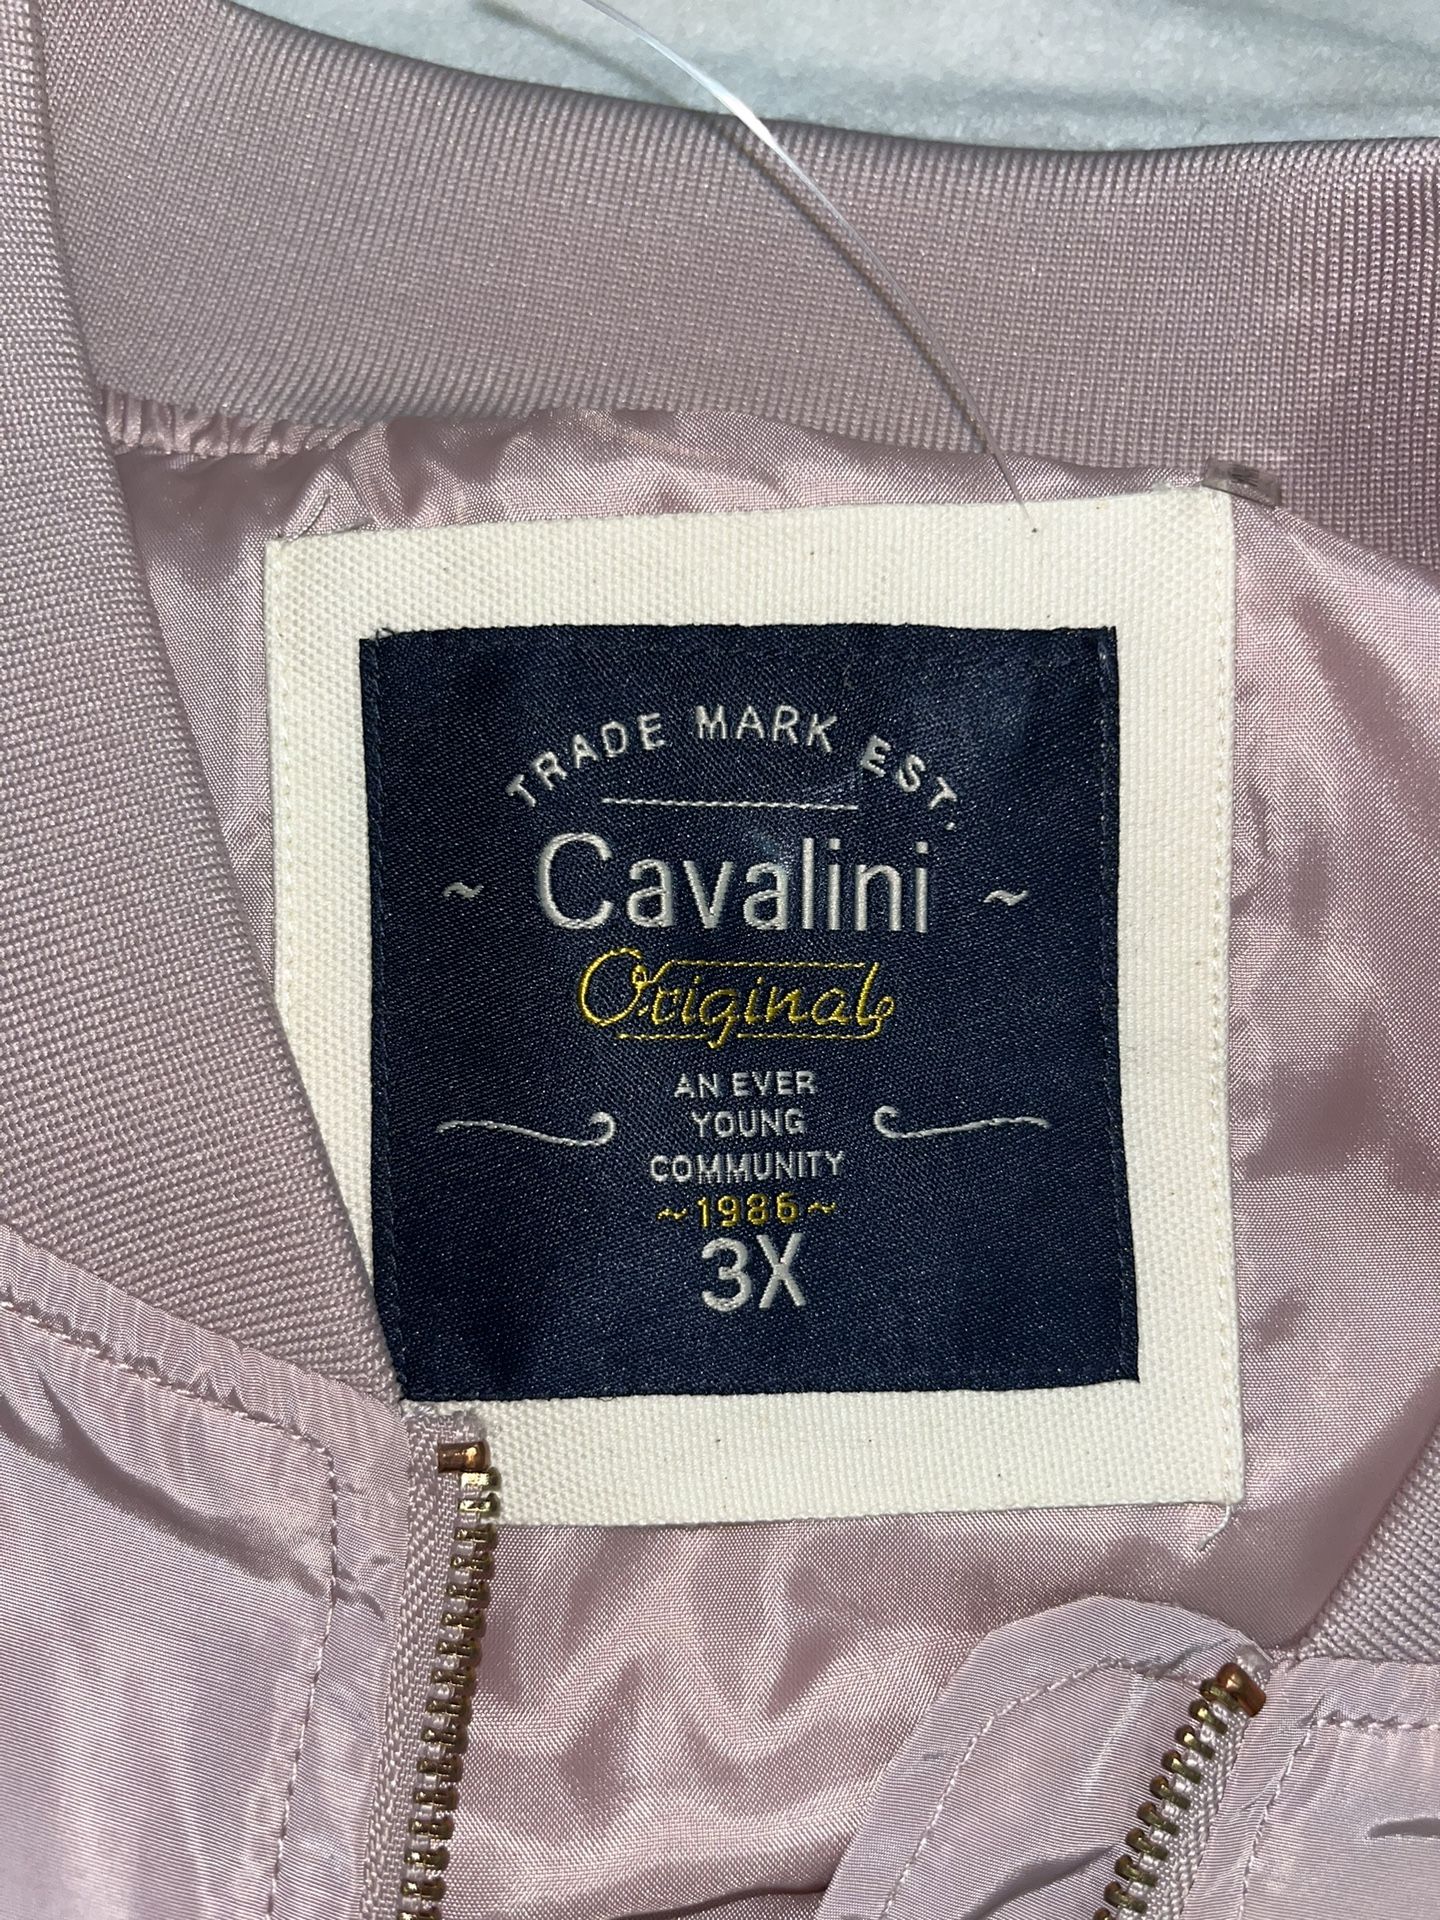 TRADE MARK EST.
~ Cavalini ~
Original
AN EVER
YOUNG
COMMUNITY
~1986~
3X